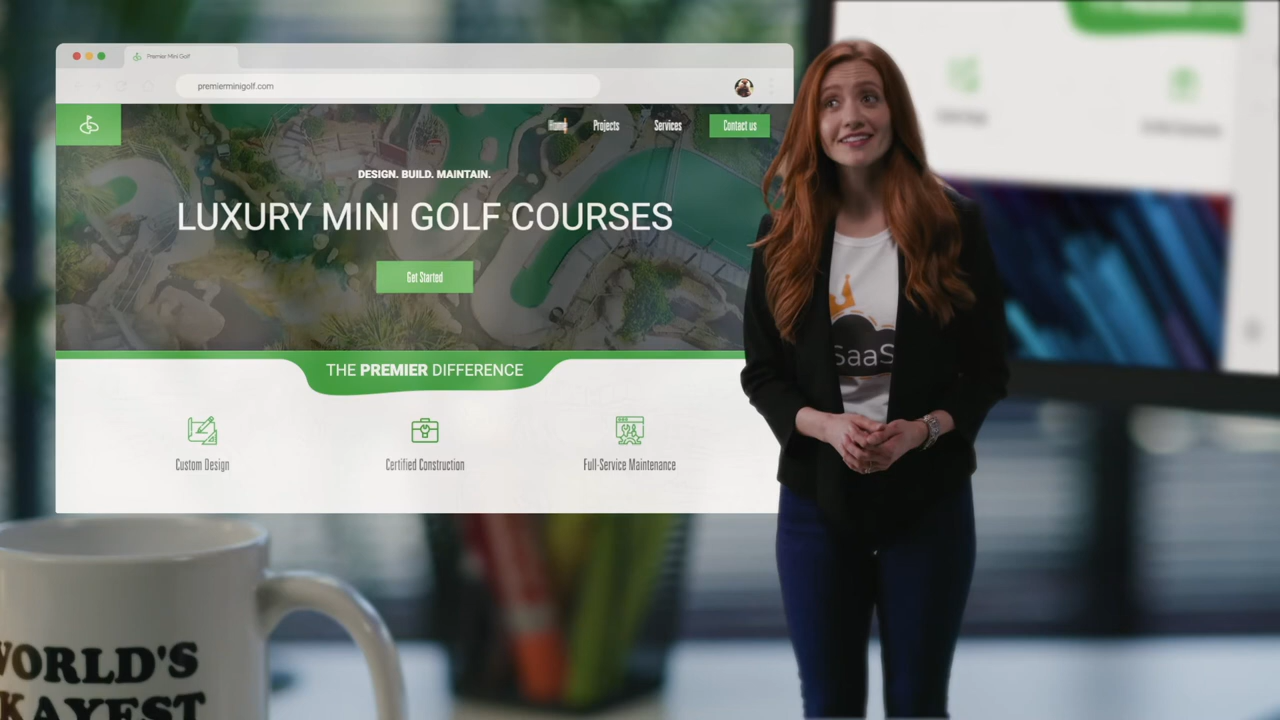 Premier Mini Golf
premierminigolf.com
Home
Projects
Services
Contact us
DESIGN. BUILD. MAINTAIN.
LUXURY MINI GOLF COURSES
Get Started
THE PREMIER DIFFERENCE
Custom Design
Certified Construction
Full-Service Maintenance
SaaS
WORLD'S
KAYEST